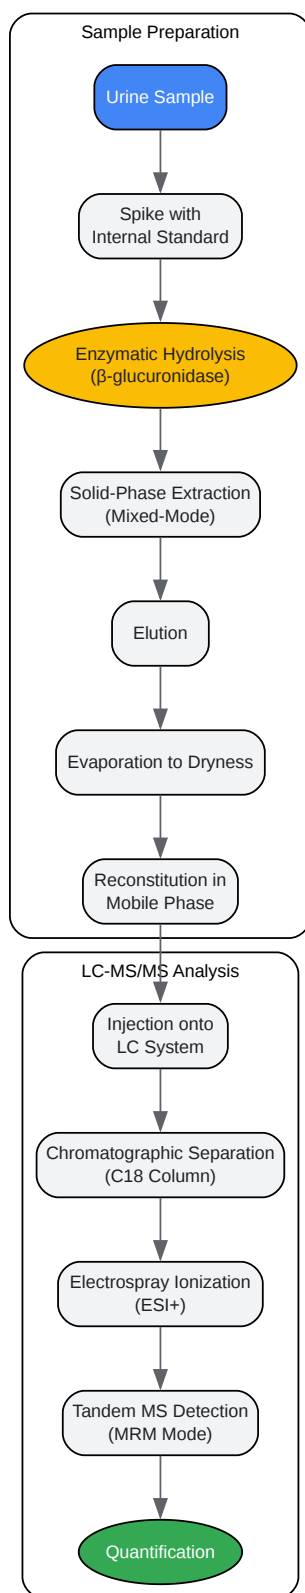 Sample Preparation
Urine Sample
Spike with
Internal Standard
Enzymatic Hydrolysis
(β-glucuronidase)
Solid-Phase Extraction
(Mixed-Mode)
Elution
Evaporation to Dryness
Reconstitution in
Mobile Phase
LC-MS/MS Analysis
Injection onto
LC System
Chromatographic Separation
(C18 Column)
Electrospray Ionization
(ESI+)
Tandem MS Detection
(MRM Mode)
Quantification